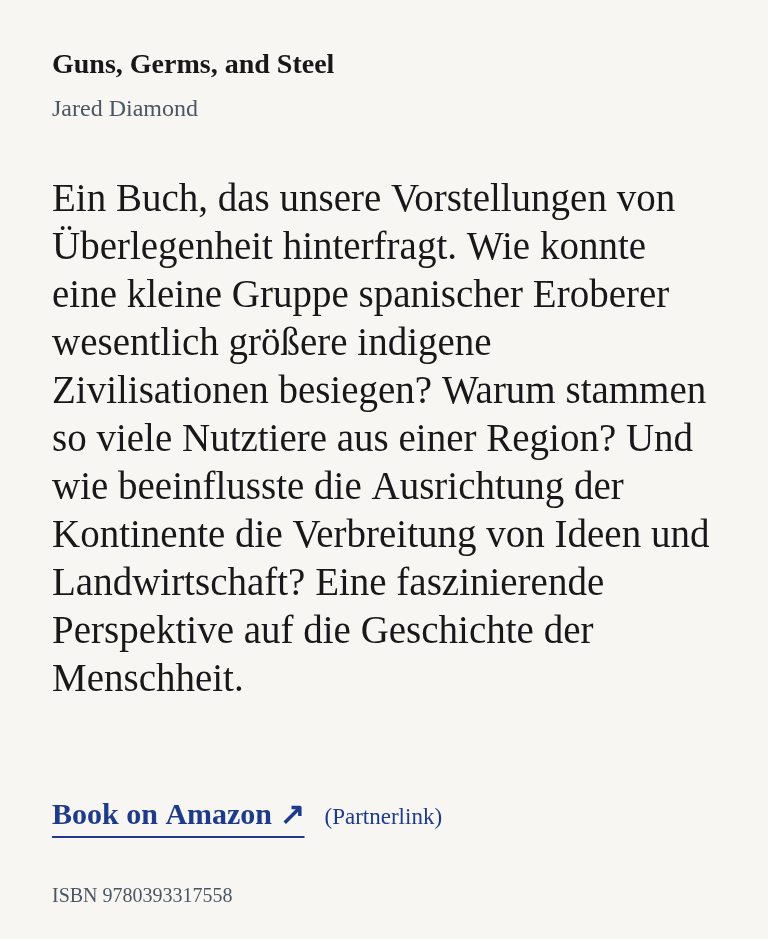 Guns, Germs, and Steel
Jared Diamond
Ein Buch, das unsere Vorstellungen von
Überlegenheit hinterfragt. Wie konnte
eine kleine Gruppe spanischer Eroberer
wesentlich größere indigene
Zivilisationen besiegen? Warum stammen
so viele Nutztiere aus einer Region? Und
wie beeinflusste die Ausrichtung der
Kontinente die Verbreitung von Ideen und
Landwirtschaft? Eine faszinierende
Perspektive auf die Geschichte der
Menschheit.
Book on Amazon ↗ (Partnerlink)
ISBN 9780393317558